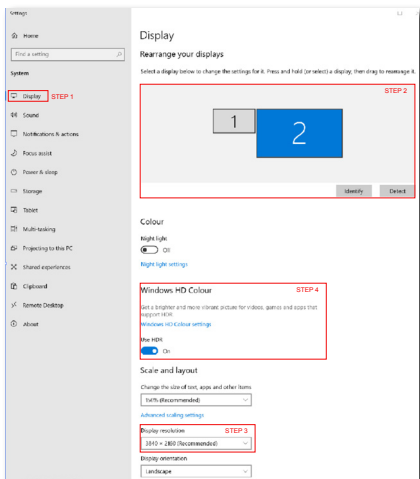 Settings
Home
Find a setting
System
Display STEP 1
Sound
Notifications & actions
Focus assist
Power & sleep
Storage
Tablet
Multi-tasking
Projecting to this PC
Shared experiences
Clipboard
Remote Desktop
About
Display
Rearrange your displays
Select a display below to change the settings for it. Press and hold (or select) a display, then drag to rearrange it.
STEP 2
1
2
Identify Detect
Colour
Night light
Off
Night light settings
Windows HD Colour STEP 4
Get a brighter and more vibrant picture for videos, games and apps that
support HDR.
Windows HD Colour settings
Use HDR
On
Scale and layout
Change the size of text, apps and other items
(Recommended)
Advanced scaling settings
Display resolution STEP 3
3840 × 2160 (Recommended)
Display orientation
Landscape